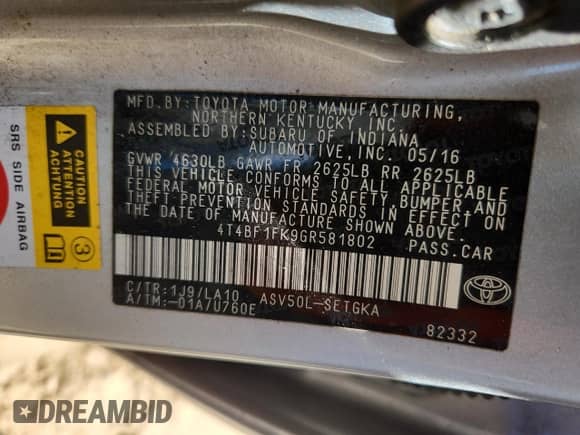 MFD.BY:TOYOTA MOTOR MANUFACTURING,
NORTHERN KENTUCKY, INC.
ASSEMBLED BY:SUBARU OF INDIANA
AUTOMOTIVE, INC. 05/16
GVWR 4630LB GAWR FR 2625LB RR 2625LB
THIS VEHICLE CONFORMS TO ALL APPLICABLE
FEDERAL MOTOR VEHICLE SAFETY, BUMPER AND
THEFT PREVENTION STANDARDS IN EFFECT ON
THE DATE OF MANUFACTURE SHOWN ABOVE.
4T4BF1FK9GR581802 PASS.CAR
C/TR:1J9/LA10 ASV50L-SETGKA
A/TM:-01A/U760E
82332
TOYOTA
SRS SIDE AIRBAG
ATTENTION
ACHTUNG
3
DREAMBID